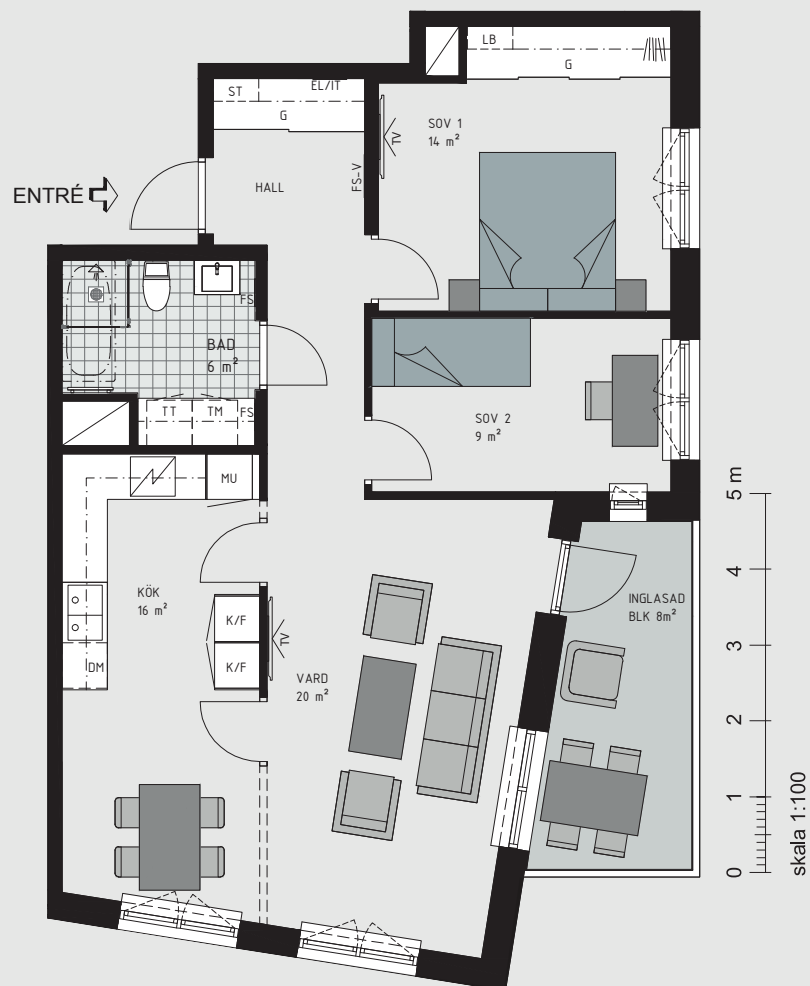 LB
G
ST
EL/IT
G
SOV 1
14 m²
TV
FS-V
HALL
ENTRÉ
FS
BAD
6 m²
TT
TM
FS
SOV 2
9 m²
MU
KÖK
16 m²
K/F
K/F
TV
DM
VARD
20 m²
INGLASAD
BLK 8m²
5 m
4
3
2
1
0
skala 1:100